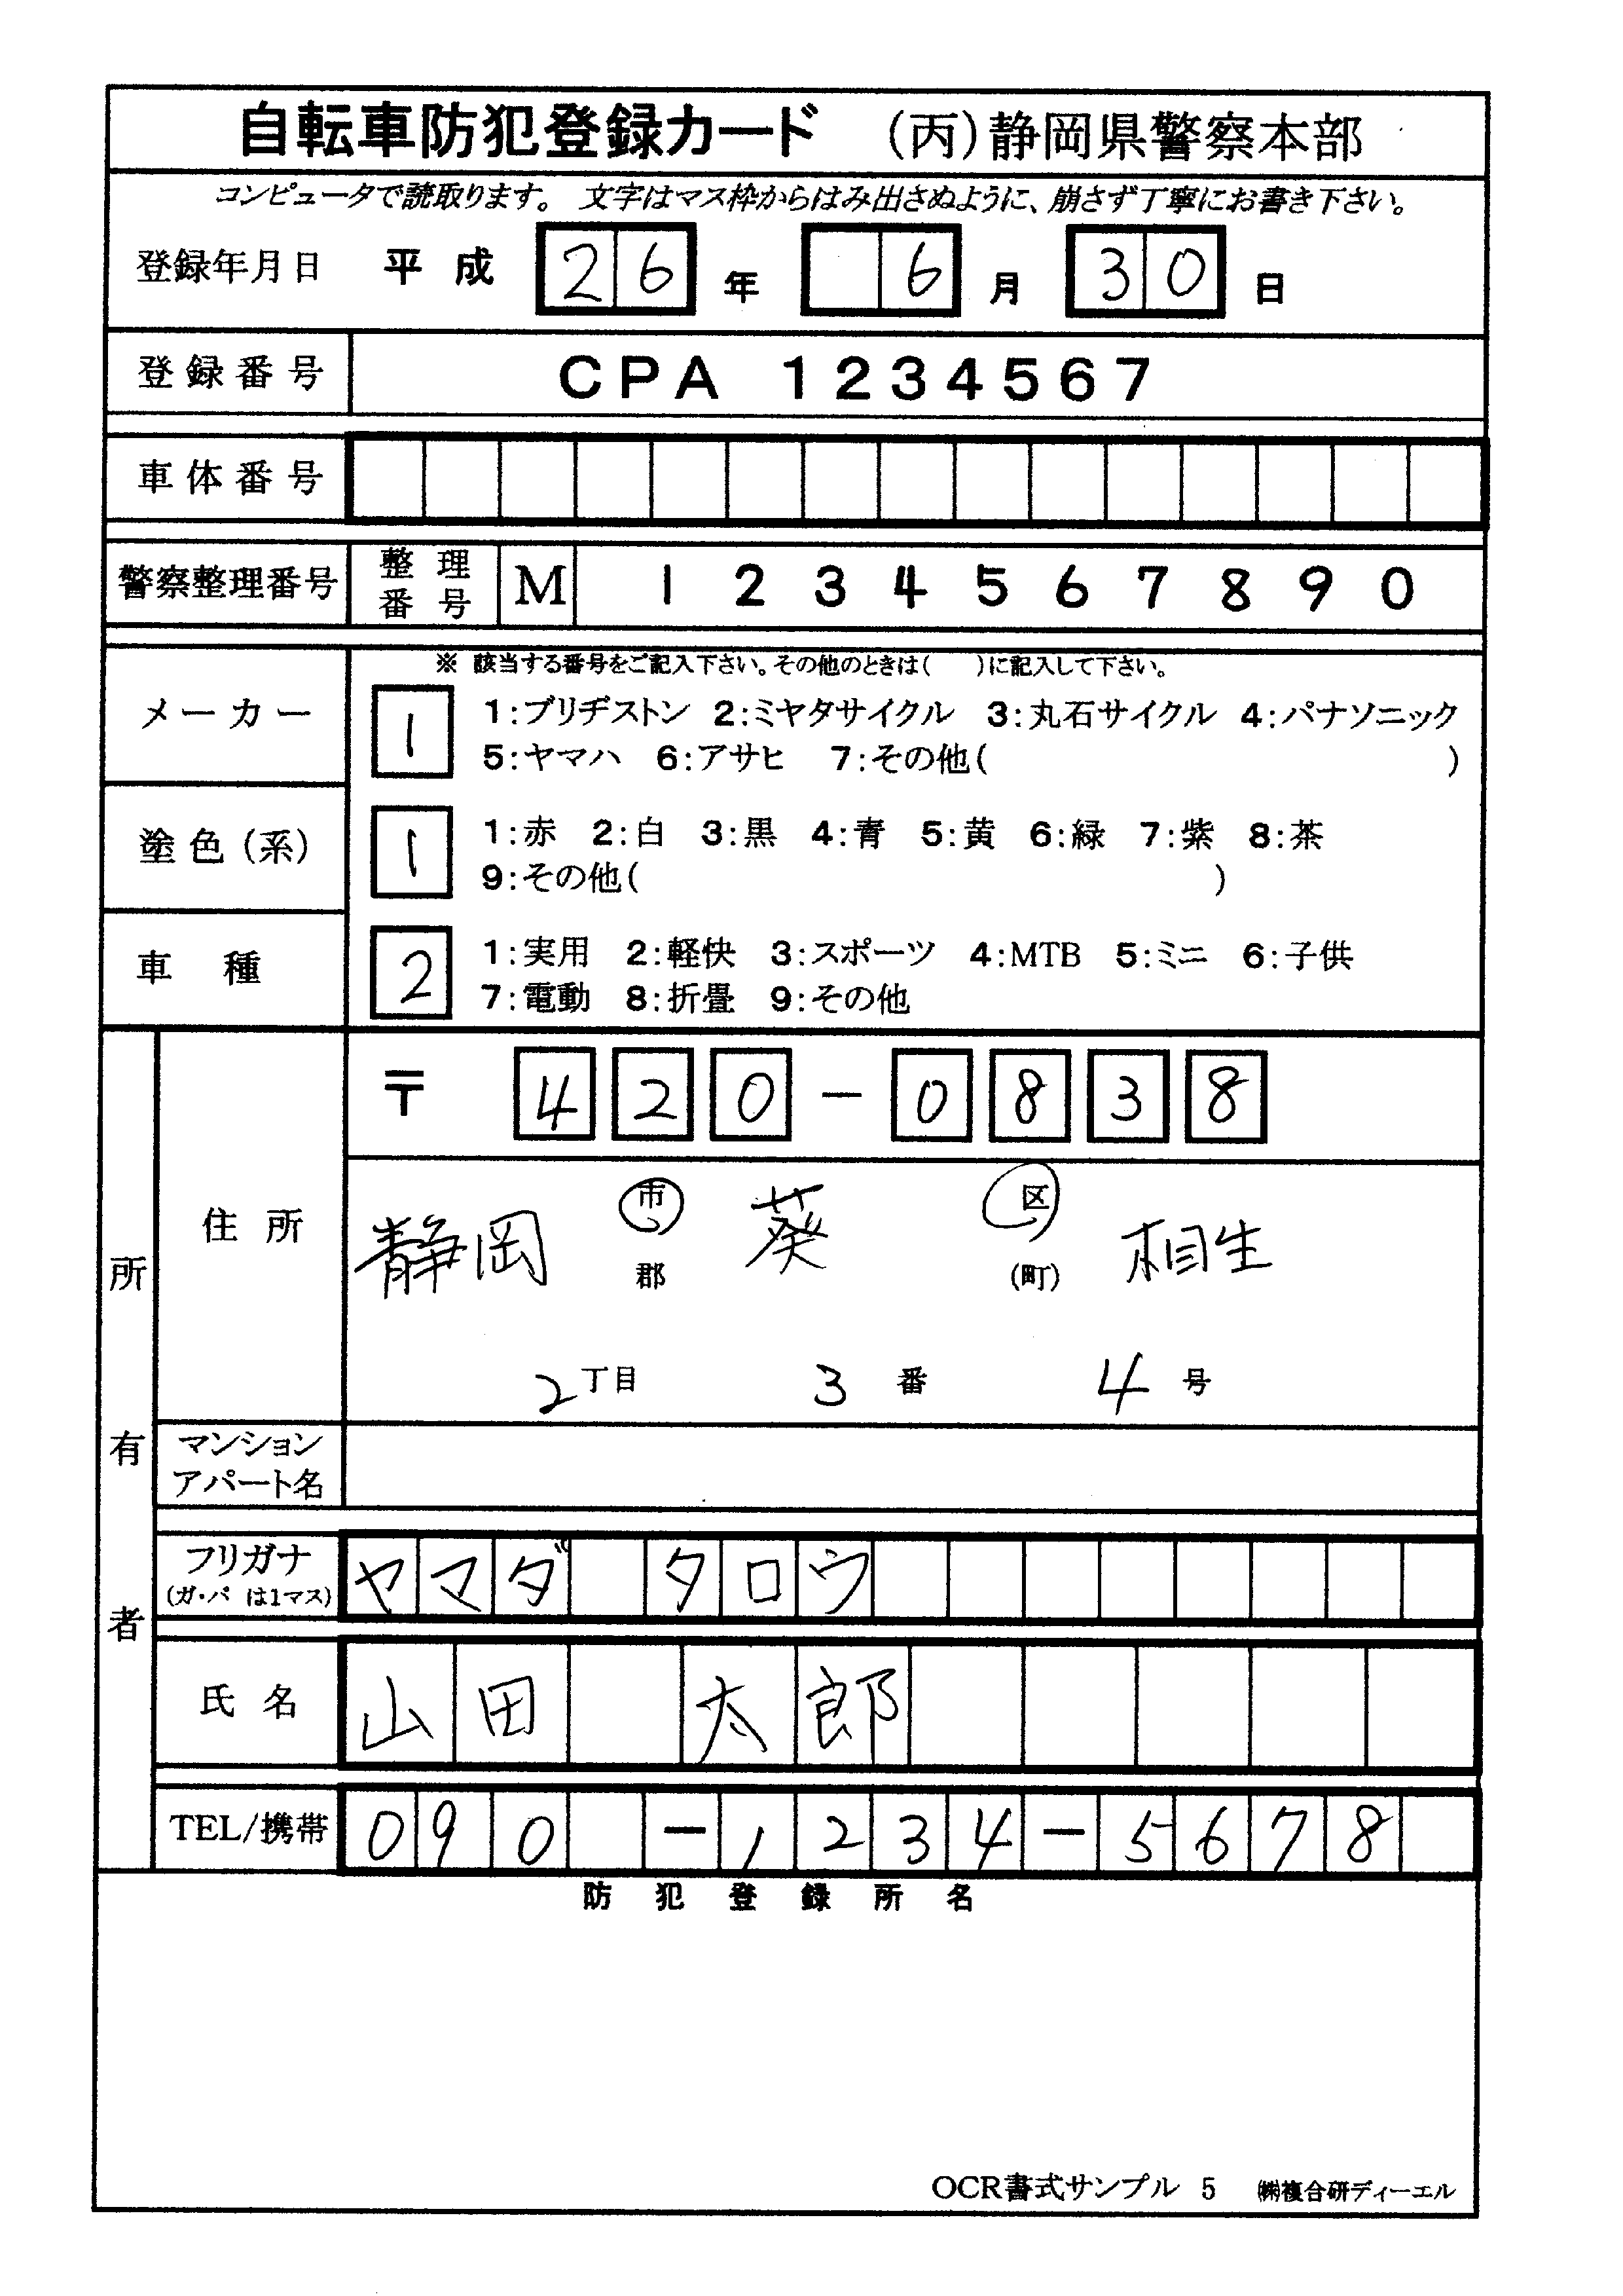 自転車防犯登録カード (丙)静岡県警察本部
コンピュータで読取ります。 文字はマス枠からはみ出さぬように、崩さず丁寧にお書き下さい。
登録年月日 平成 26年 6月 30日
登録番号 CPA 1234567
車体番号
警察整理番号 整理番号 M 1234567890
※ 該当する番号をご記入下さい。その他のときは( )に記入して下さい。
メーカー 1 1:ブリヂストン 2:ミヤタサイクル 3:丸石サイクル 4:パナソニック
5:ヤマハ 6:アサヒ 7:その他( )
塗色(系) 1 1:赤 2:白 3:黒 4:青 5:黄 6:緑 7:紫 8:茶
9:その他( )
車種 2 1:実用 2:軽快 3:スポーツ 4:MTB 5:ミニ 6:子供
7:電動 8:折畳 9:その他
所有者
〒 420-0838
住所 静岡 市 郡 葵 区 (町) 相生
2丁目 3番 4号
マンション
アパート名
フリガナ ヤマダ タロウ
(ガ・パ は1マス)
氏名 山田 太郎
TEL/携帯 090 -1234-5678
防犯登録所名
OCR書式サンプル 5 ㈱複合研ディーエル